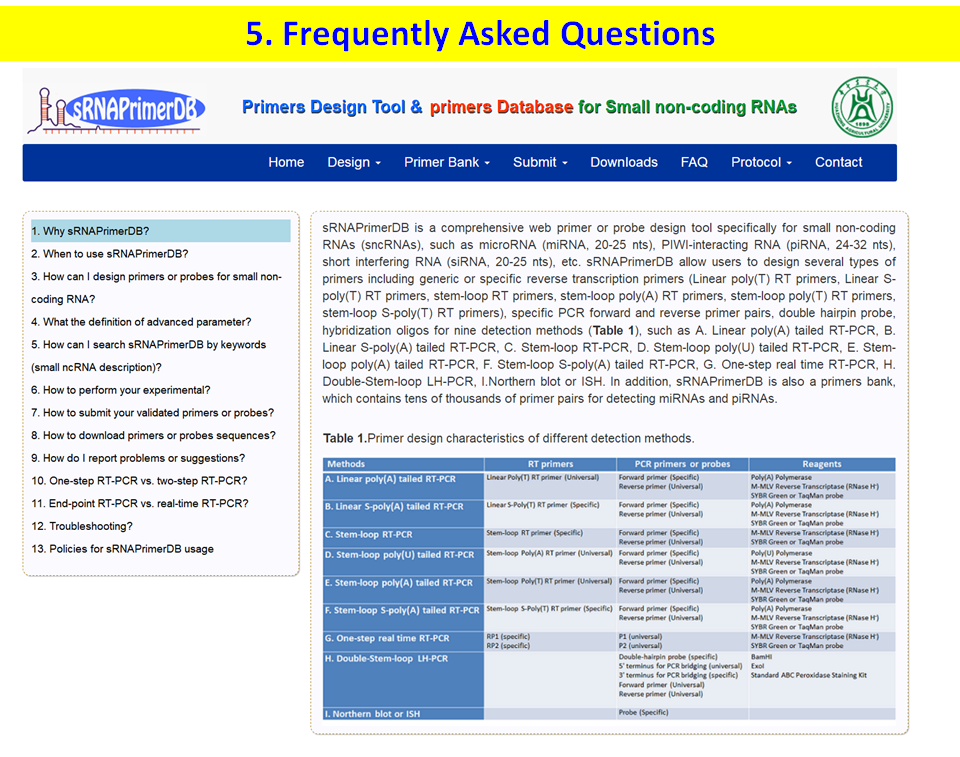 5. Frequently Asked Questions
sRNAPrimerDB
Primers Design Tool & primers Database for Small non-coding RNAs
Home Design Primer Bank Submit Downloads FAQ Protocol Contact
1. Why sRNAPrimerDB?
2. When to use sRNAPrimerDB?
3. How can I design primers or probes for small non-
coding RNA?
4. What the definition of advanced parameter?
5. How can I search sRNAPrimerDB by keywords
(small ncRNA description)?
6. How to perform your experimental?
7. How to submit your validated primers or probes?
8. How to download primers or probes sequences?
9. How do I report problems or suggestions?
10. One-step RT-PCR vs. two-step RT-PCR?
11. End-point RT-PCR vs. real-time RT-PCR?
12. Troubleshooting?
13. Policies for sRNAPrimerDB usage
sRNAPrimerDB is a comprehensive web primer or probe design tool specifically for small non-coding
RNAs (sncRNAs), such as microRNA (miRNA, 20-25 nts), PIWI-interacting RNA (piRNA, 24-32 nts),
short interfering RNA (siRNA, 20-25 nts), etc. sRNAPrimerDB allow users to design several types of
primers including generic or specific reverse transcription primers (Linear poly(T) RT primers, Linear S-
poly(T) RT primers, stem-loop RT primers, stem-loop poly(A) RT primers, stem-loop poly(T) RT primers,
stem-loop S-poly(T) RT primers), specific PCR forward and reverse primer pairs, double hairpin probe,
hybridization oligos for nine detection methods (Table 1), such as A. Linear poly(A) tailed RT-PCR, B.
Linear S-poly(A) tailed RT-PCR, C. Stem-loop RT-PCR, D. Stem-loop poly(U) tailed RT-PCR, E. Stem-
loop poly(A) tailed RT-PCR, F. Stem-loop S-poly(A) tailed RT-PCR, G. One-step real time RT-PCR, H.
Double-Stem-loop LH-PCR, I.Northern blot or ISH. In addition, sRNAPrimerDB is also a primers bank,
which contains tens of thousands of primer pairs for detecting miRNAs and piRNAs.
Table 1.Primer design characteristics of different detection methods.
Methods RT primers PCR primers or probes Reagents
A. Linear poly(A) tailed RT-PCR Linear Poly(T) RT primer (Universal) Forward primer (Specific) Poly(A) Polymerase
Reverse primer (Universal) M-MLV Reverse Transcriptase (RNase H-)
SYBR Green or TaqMan probe
B. Linear S-poly(A) tailed RT-PCR Linear S-Poly(T) RT primer (Specific) Forward primer (Specific) Poly(A) Polymerase
Reverse primer (Universal) M-MLV Reverse Transcriptase (RNase H-)
SYBR Green or TaqMan probe
C. Stem-loop RT-PCR Stem-loop RT primer (Specific) Forward primer (Specific) M-MLV Reverse Transcriptase (RNase H-)
Reverse primer (Universal) SYBR Green or TaqMan probe
D. Stem-loop poly(U) tailed RT-PCR Stem-loop Poly(A) RT primer (Universal) Forward primer (Specific) Poly(U) Polymerase
Reverse primer (Universal) M-MLV Reverse Transcriptase (RNase H-)
SYBR Green or TaqMan probe
E. Stem-loop poly(A) tailed RT-PCR Stem-loop Poly(T) RT primer (Universal) Forward primer (Specific) Poly(A) Polymerase
Reverse primer (Universal) M-MLV Reverse Transcriptase (RNase H-)
SYBR Green or TaqMan probe
F. Stem-loop S-poly(A) tailed RT-PCR Stem-loop S-Poly(T) RT primer (Specific) Forward primer (Specific) Poly(A) Polymerase
Reverse primer (Universal) M-MLV Reverse Transcriptase (RNase H-)
SYBR Green or TaqMan probe
G. One-step real time RT-PCR RP1 (specific) P1 (universal) M-MLV Reverse Transcriptase (RNase H-)
RP2 (specific) P2 (universal) SYBR Green or TaqMan probe
H. Double-Stem-loop LH-PCR Double-hairpin probe (specific) BamHI
5' terminus for PCR bridging (universal) ExoI
3' terminus for PCR bridging (specific) Standard ABC Peroxidase Staining Kit
Forward primer (Universal)
Reverse primer (Universal)
I. Northern blot or ISH Probe (Specific)